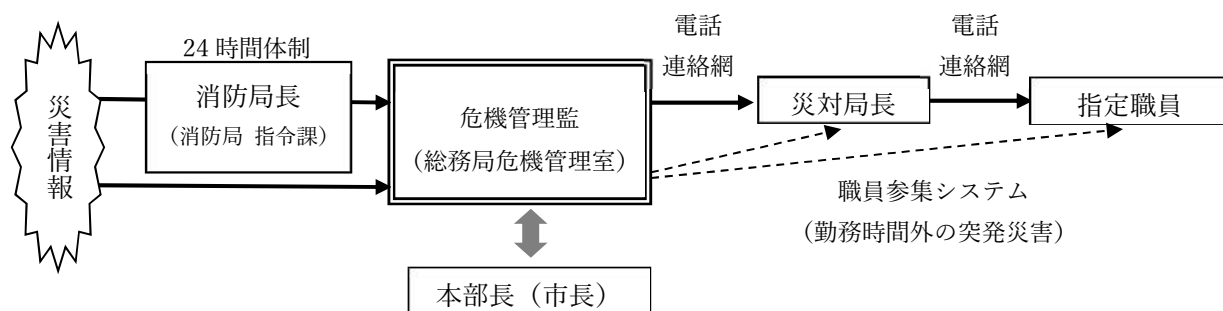 災害情報
24 時間体制
消防局長
（消防局 指令課）
危機管理監
（総務局危機管理室）
電話
連絡網
災対局長
電話
連絡網
指定職員
職員参集システム
（勤務時間外の突発災害）
本部長（市長）